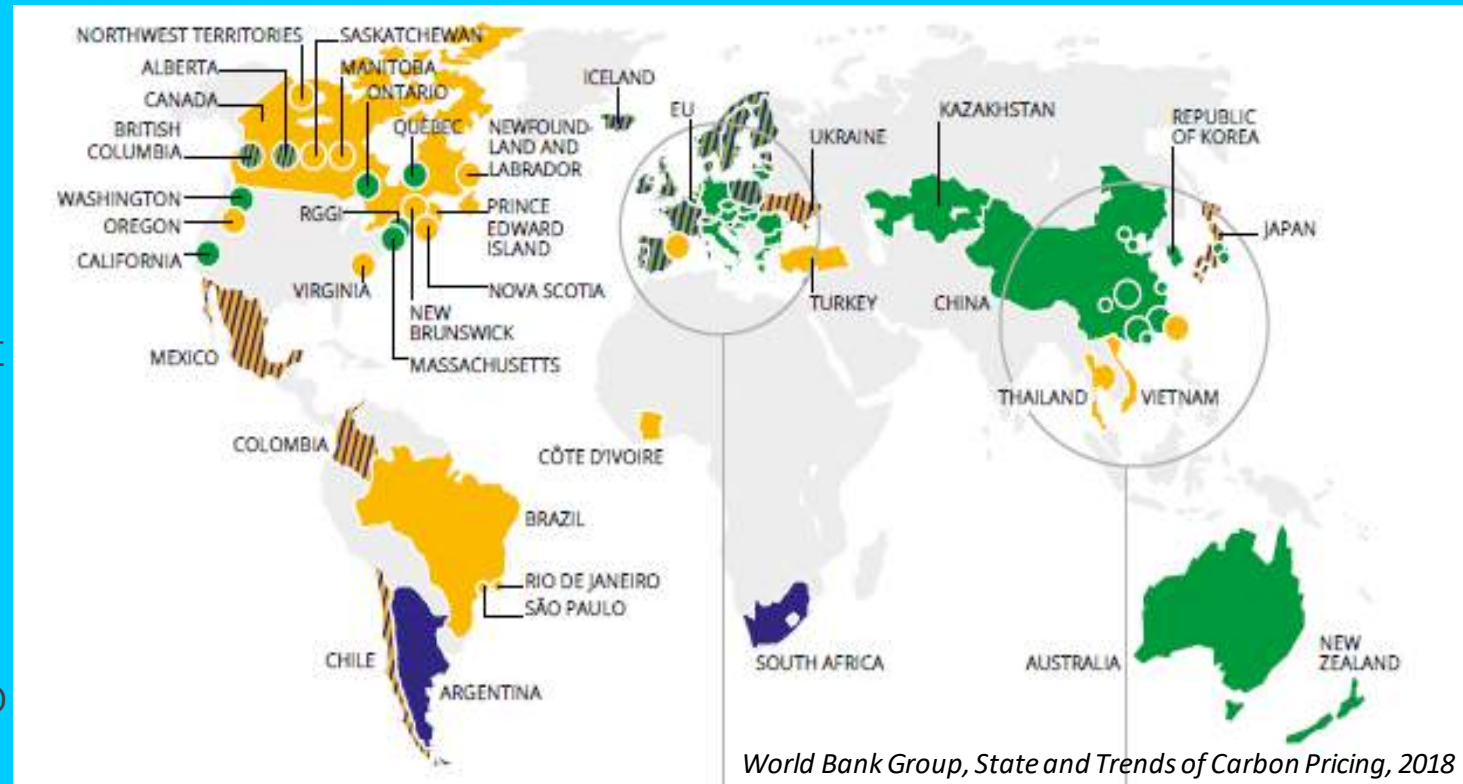 NORTHWEST TERRITORIES
SASKATCHEWAN
ALBERTA
MANITOBA
CANADA
ONTARIO
BRITISH
COLUMBIA
QUÉBEC
NEWFOUND-
LAND AND
LABRADOR
WASHINGTON
OREGON
CALIFORNIA
RGGI
PRINCE
EDWARD
ISLAND
VIRGINIA
NOVA SCOTIA
NEW
BRUNSWICK
MASSACHUSETTS
MEXICO
ICELAND
EU
UKRAINE
KAZAKHSTAN
REPUBLIC
OF KOREA
JAPAN
TURKEY
CHINA
THAILAND
VIETNAM
COLOMBIA
CÔTE D'IVOIRE
BRAZIL
RIO DE JANEIRO
SÃO PAULO
CHILE
ARGENTINA
SOUTH AFRICA
AUSTRALIA
NEW
ZEALAND
World Bank Group, State and Trends of Carbon Pricing, 2018